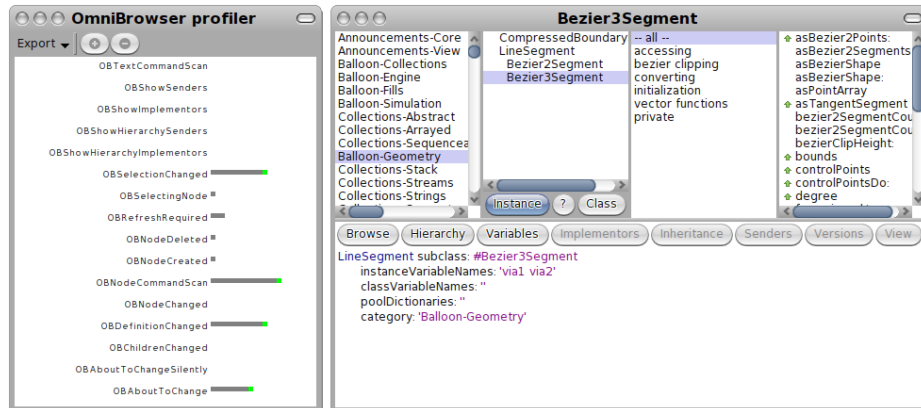 OmniBrowser profiler
Export
OBTextCommandScan
OBShowSenders
OBShowImplementors
OBShowHierarchySenders
OBShowHierarchyImplementors
OBSelectionChanged
OBSelectingNode
OBRefreshRequired
OBNodeDeleted
OBNodeCreated
OBNodeCommandScan
OBNodeChanged
OBDefinitionChanged
OBChildrenChanged
OBAboutToChangeSilently
OBAboutToChange
Bezier3Segment
Announcements-Core
Announcements-View
Balloon-Collections
Balloon-Engine
Balloon-Fills
Balloon-Simulation
Collections-Abstract
Collections-Arrayed
Collections-Sequencea
Balloon-Geometry
Collections-Stack
Collections-Streams
Collections-Strings
CompressedBoundary
LineSegment
Bezier2Segment
Bezier3Segment
Instance ? Class
-- all --
accessing
bezier clipping
converting
initialization
vector functions
private
asBezier2Points:
asBezier2Segments
asBezierShape
asBezierShape:
asPointArray
asTangentSegment
bezier2SegmentCou
bezier2SegmentCou
bezierClipHeight:
bounds
controlPoints
controlPointsDo:
degree
Browse Hierarchy Variables Implementors Inheritance Senders Versions View
LineSegment subclass: #Bezier3Segment
instanceVariableNames: 'via1 via2'
classVariableNames: ''
poolDictionaries: ''
category: 'Balloon-Geometry'